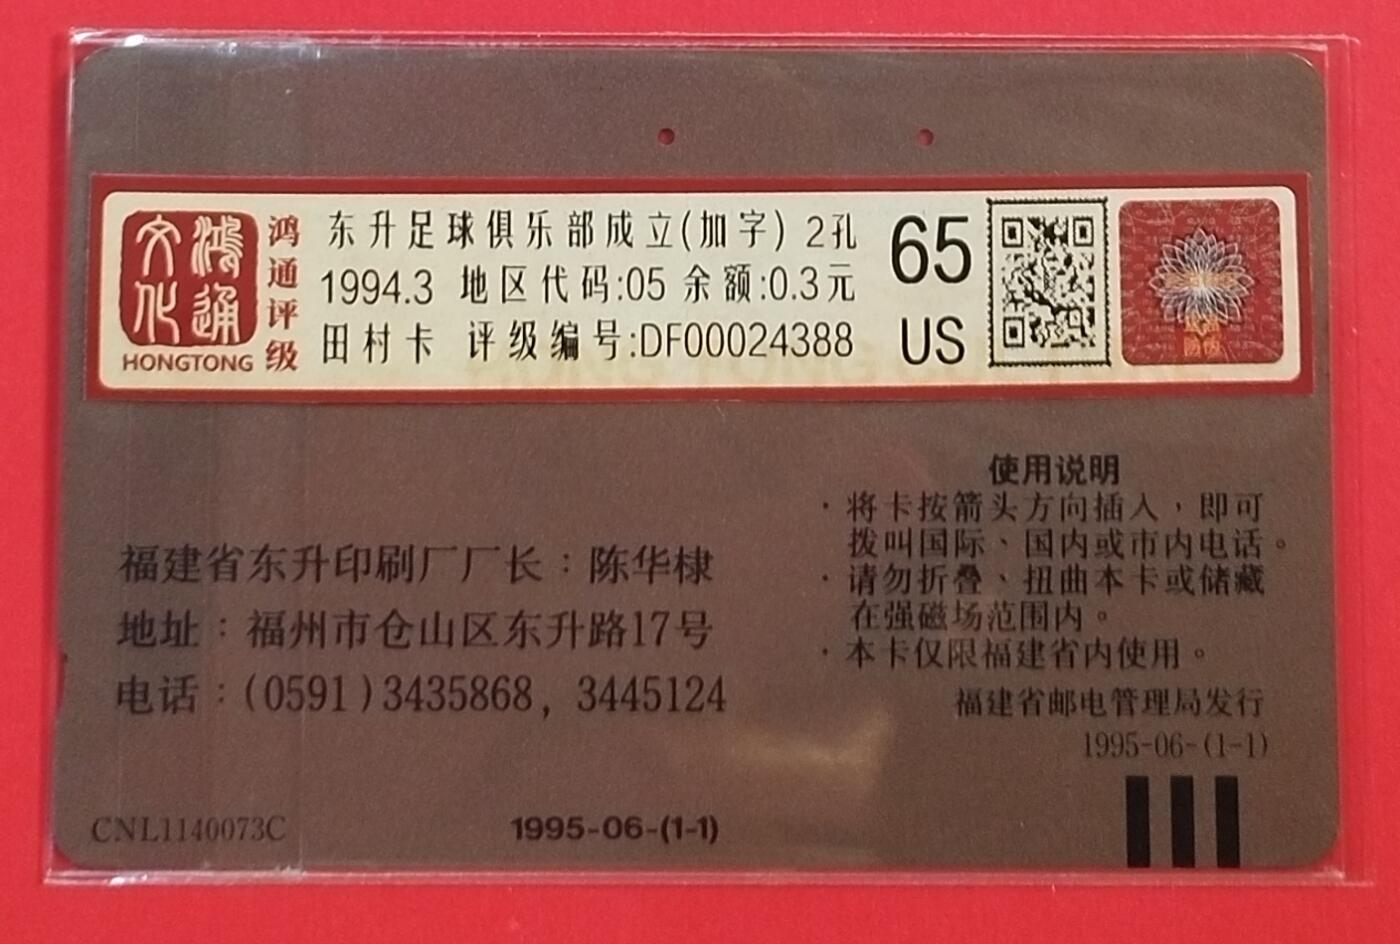 鸿通文化
HONGTONG
鸿通评级
东升足球俱乐部成立(加字) 2孔
1994.3 地区代码:05 余额:0.3元
田村卡 评级编号:DF00024388
65
US
防伪
使用说明
·将卡按箭头方向插入，即可
拨叫国际、国内或市内电话。
·请勿折叠、扭曲本卡或储藏
在强磁场范围内。
·本卡仅限福建省内使用。
福建省邮电管理局发行
1995-06-(1-1)
福建省东升印刷厂厂长：陈华棣
地址：福州市仓山区东升路17号
电话：(0591)3435868, 3445124
CNL1140073C
1995-06-(1-1)